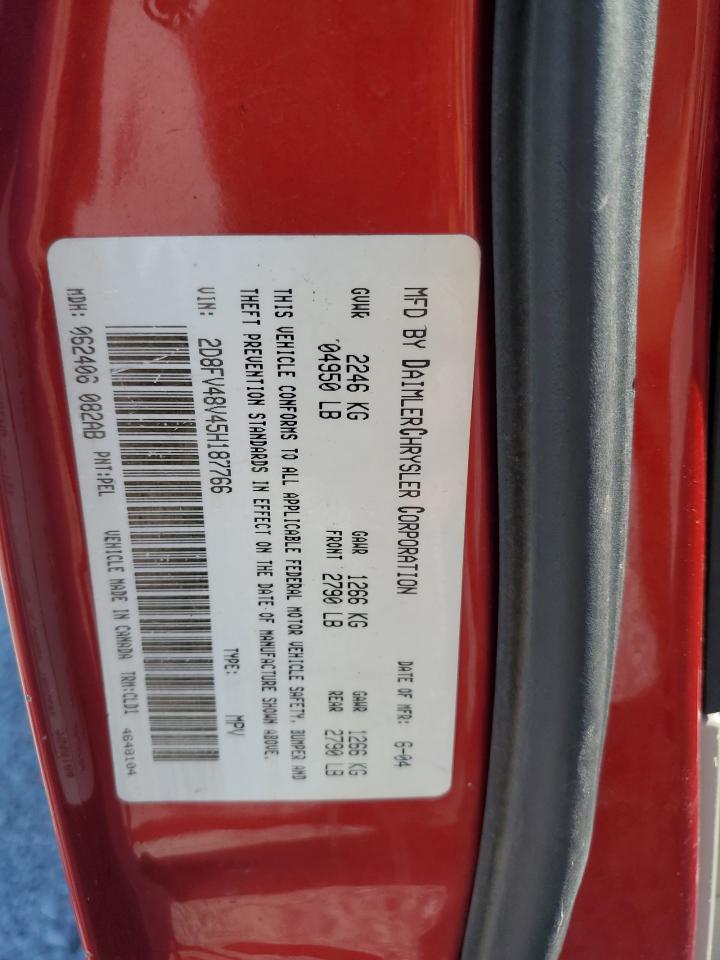 MFD BY DAIMLERCHRYSLER CORPORATION DATE OF MFR: 6-04
GVWR 2246 KG GAWR 1266 KG GAWR 1266 KG
04950 LB FRONT 2790 LB REAR 2790 LB
THIS VEHICLE CONFORMS TO ALL APPLICABLE FEDERAL MOTOR VEHICLE SAFETY, BUMPER AND
THEFT PREVENTION STANDARDS IN EFFECT ON THE DATE OF MANUFACTURE SHOWN ABOVE.
VIN: 2D8FV48V45H187766 TYPE: MPV
MDH: 062406 082AB PNT:PEL VEHICLE MADE IN CANADA TRM:CLD1 4648104